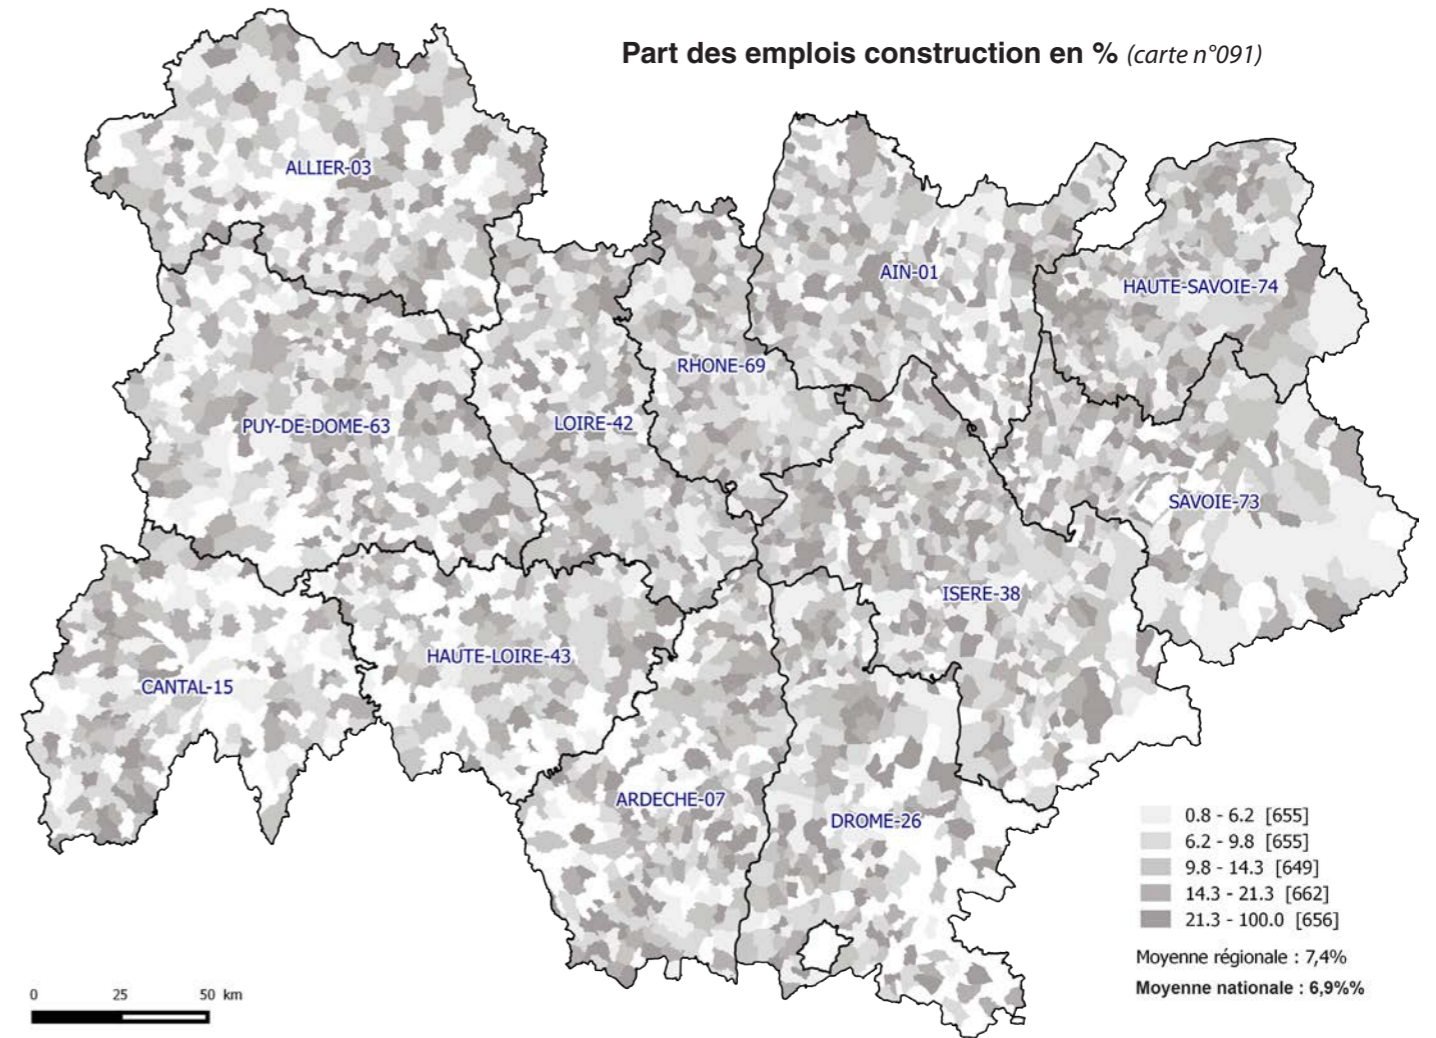 Part des emplois construction en % (carte n°091)
ALLIER-03
AIN-01
HAUTE-SAVOIE-74
RHONE-69
PUY-DE-DOME-63
LOIRE-42
SAVOIE-73
ISERE-38
HAUTE-LOIRE-43
CANTAL-15
ARDECHE-07
DROME-26
0.8 - 6.2 [655]
6.2 - 9.8 [655]
9.8 - 14.3 [649]
14.3 - 21.3 [662]
21.3 - 100.0 [656]
Moyenne régionale : 7,4%
Moyenne nationale : 6,9%%
0 25 50 km